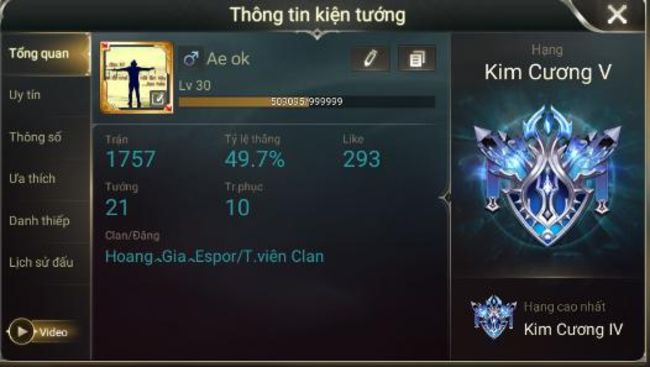 Thông tin kiện tướng
Tổng quan
Uy tín
Thông số
Ưa thích
Danh thiếp
Lịch sử đấu
Video
Ae ok
Lv 30
/999999
Trận
1757
Tỷ lệ thắng
49.7%
Like
293
Tướng
21
Tr.phục
10
Clan/Đẳng
Hoang Gia Espor/T.viên Clan
Hạng
Kim Cương V
Hạng cao nhất
Kim Cương IV